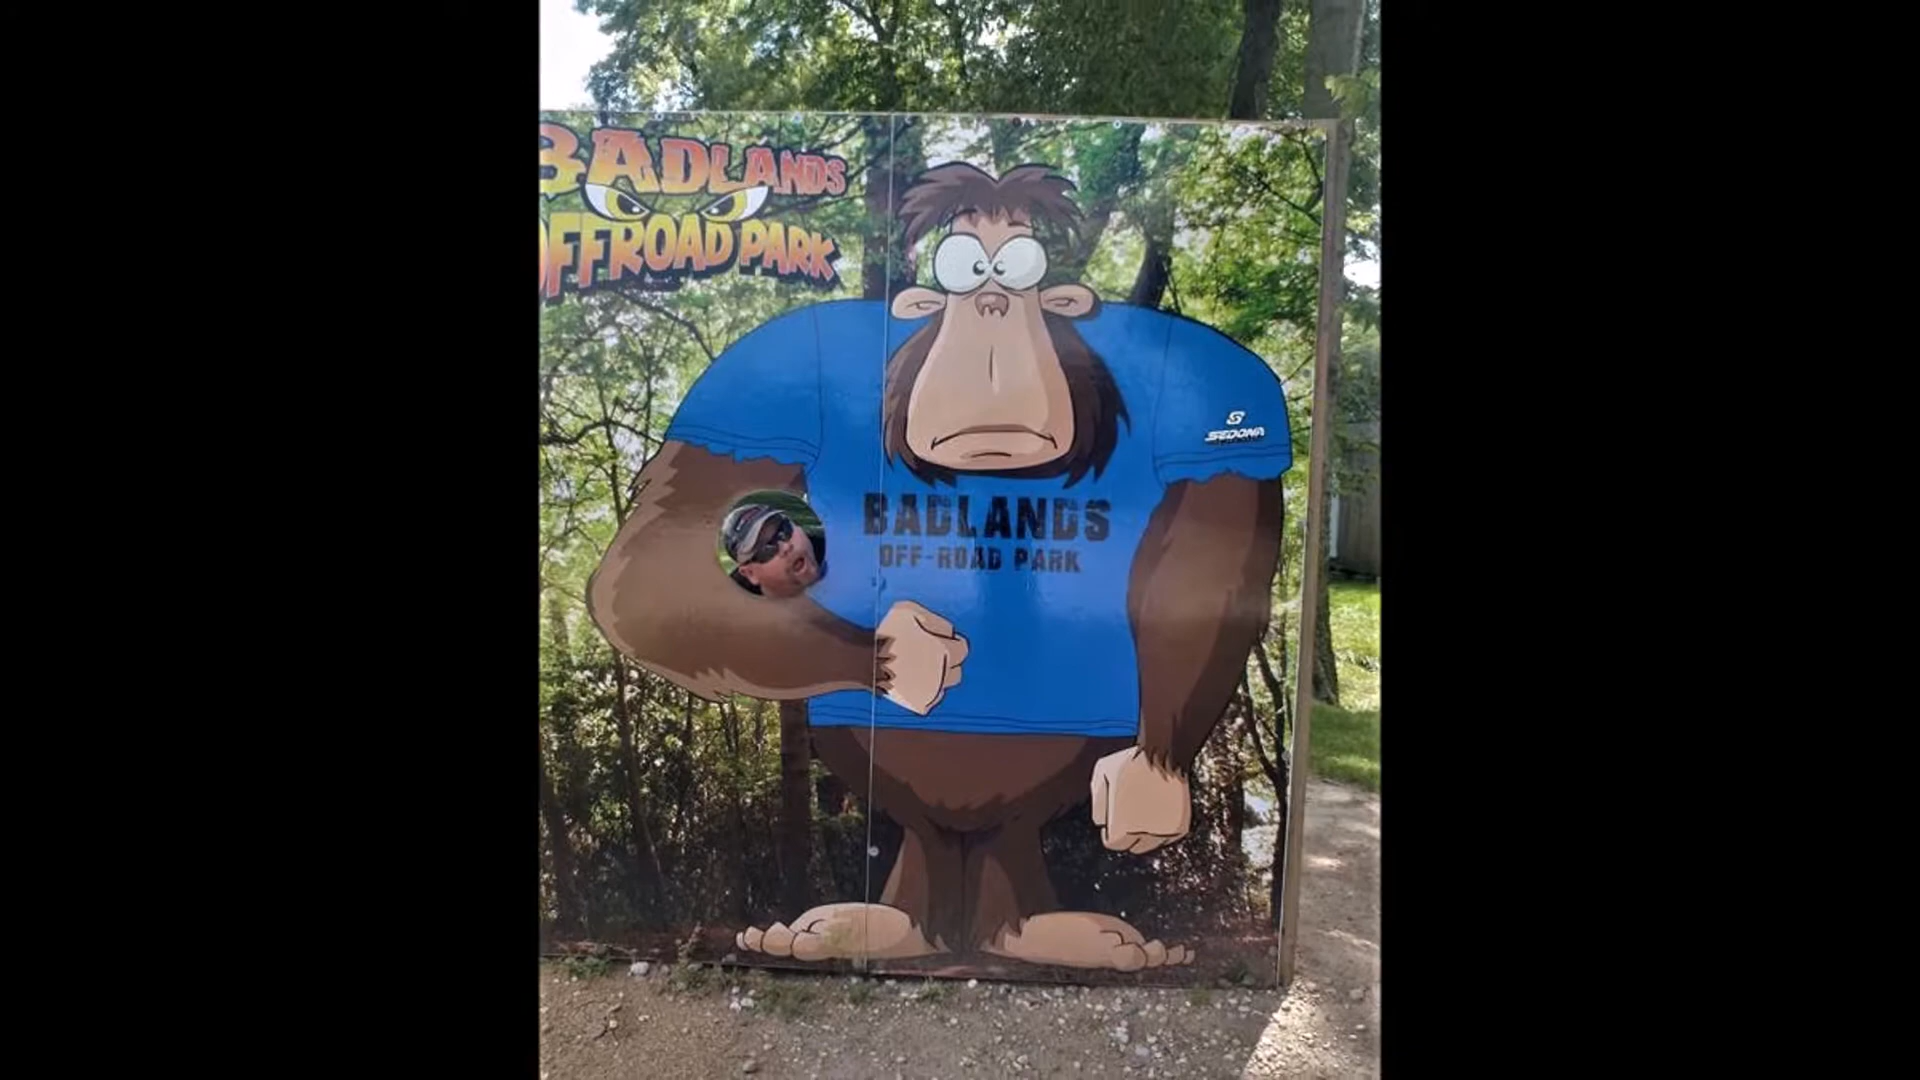 BADLANDS
OFFROAD PARK
SEDONA
BADLANDS
OFF-ROAD PARK